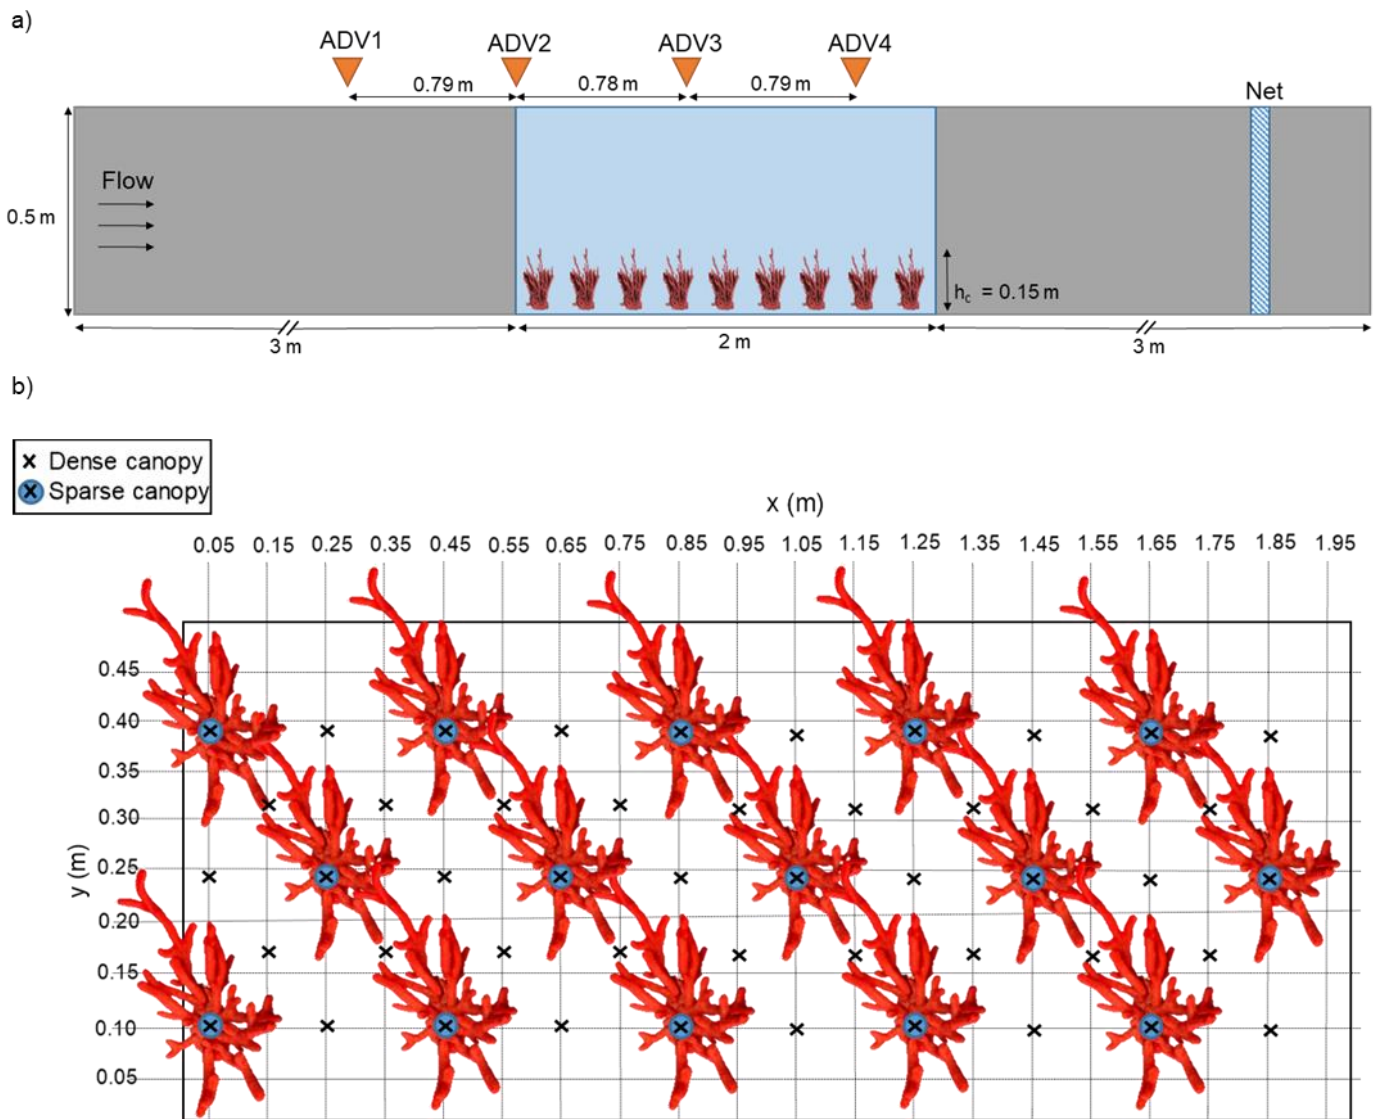 a)
ADV1 ADV2 ADV3 ADV4
0.79 m 0.78 m 0.79 m
Net
Flow
0.5 m
h_c = 0.15 m
3 m 2 m 3 m
b)
× Dense canopy
× Sparse canopy
x (m)
0.05 0.15 0.25 0.35 0.45 0.55 0.65 0.75 0.85 0.95 1.05 1.15 1.25 1.35 1.45 1.55 1.65 1.75 1.85 1.95
0.45
0.40
0.35
0.30
0.25
y (m)
0.20
0.15
0.10
0.05